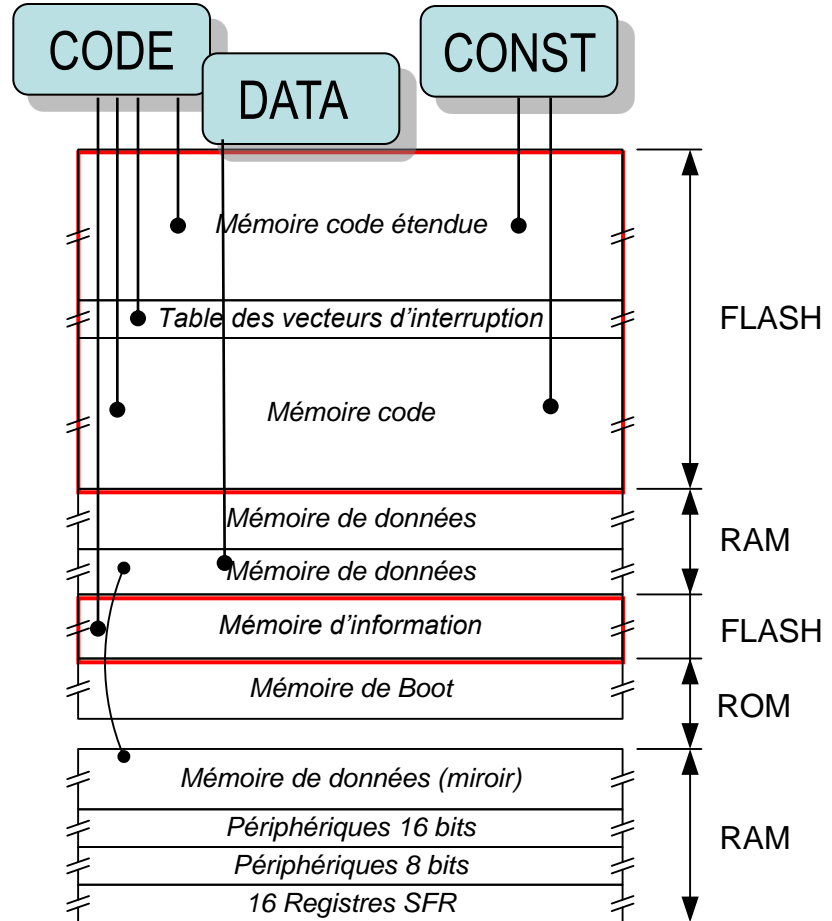 CODE
DATA
CONST
Mémoire code étendue
Table des vecteurs d'interruption
Mémoire code
FLASH
Mémoire de données
Mémoire de données
RAM
Mémoire d'information
FLASH
Mémoire de Boot
ROM
Mémoire de données (miroir)
Périphériques 16 bits
Périphériques 8 bits
16 Registres SFR
RAM